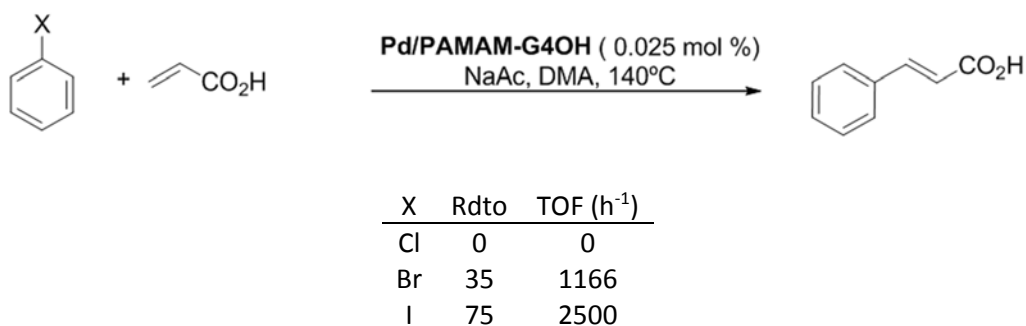 X
+
CO₂H
Pd/PAMAM-G4OH ( 0.025 mol %)
NaAc, DMA, 140ºC
CO₂H
X Rdto TOF (h⁻¹)
Cl 0 0
Br 35 1166
I 75 2500